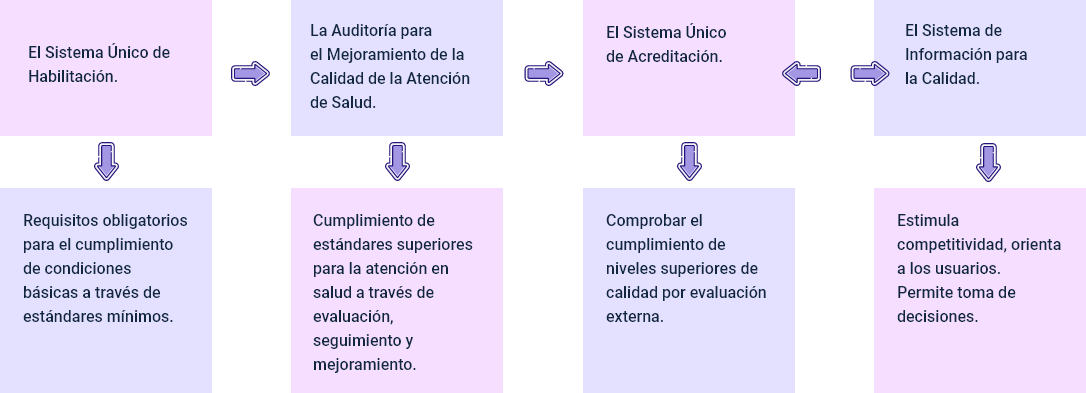 El Sistema Único de
Habilitación.
La Auditoría para
el Mejoramiento de la
Calidad de la Atención
de Salud.
El Sistema Único
de Acreditación.
El Sistema de
Información para
la Calidad.
Requisitos obligatorios
para el cumplimiento
de condiciones
básicas a través de
estándares mínimos.
Cumplimiento de
estándares superiores
para la atención en
salud a través de
evaluación,
seguimiento y
mejoramiento.
Comprobar el
cumplimiento de
niveles superiores de
calidad por evaluación
externa.
Estimula
competitividad, orienta
a los usuarios.
Permite toma de
decisiones.